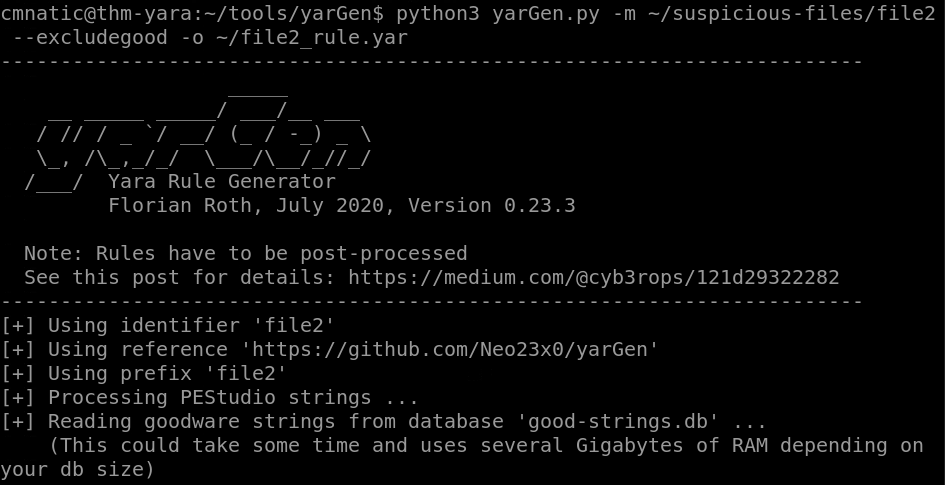 cmnatic@thm-yara:~/tools/yarGen$ python3 yarGen.py -m ~/suspicious-files/file2
 --excludegood -o ~/file2_rule.yar
------------------------------------------------------------------------
                   _____
    __ _____ _____/ ___/__ ___
   / // / _ `/ __/ (_ / -_) _ \
   \_, /\_,_/_/  \___/\__/_//_/
  /___/  Yara Rule Generator
         Florian Roth, July 2020, Version 0.23.3

  Note: Rules have to be post-processed
  See this post for details: https://medium.com/@cyb3rops/121d29322282
------------------------------------------------------------------------
[+] Using identifier 'file2'
[+] Using reference 'https://github.com/Neo23x0/yarGen'
[+] Using prefix 'file2'
[+] Processing PEStudio strings ...
[+] Reading goodware strings from database 'good-strings.db' ...
    (This could take some time and uses several Gigabytes of RAM depending on
your db size)